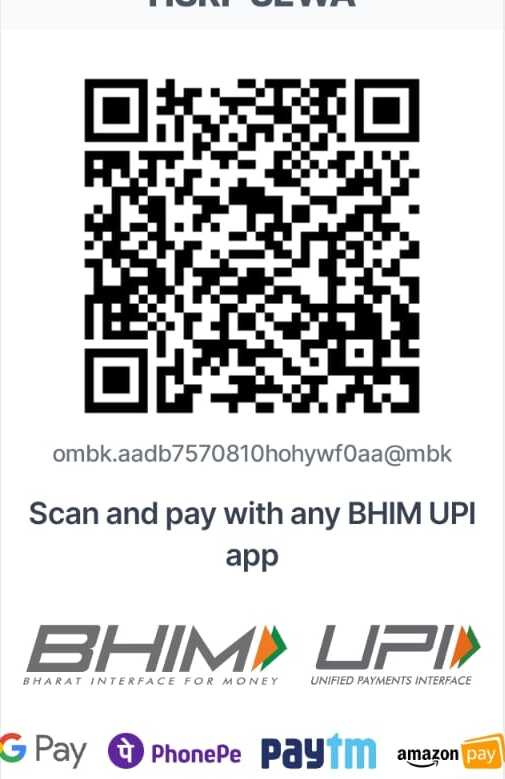 ombk.aadb7570810hohywf0aa@mbk
Scan and pay with any BHIM UPI
app
BHIM UPI
BHARAT INTERFACE FOR MONEY UNIFIED PAYMENTS INTERFACE
G Pay PhonePe paytm amazon pay